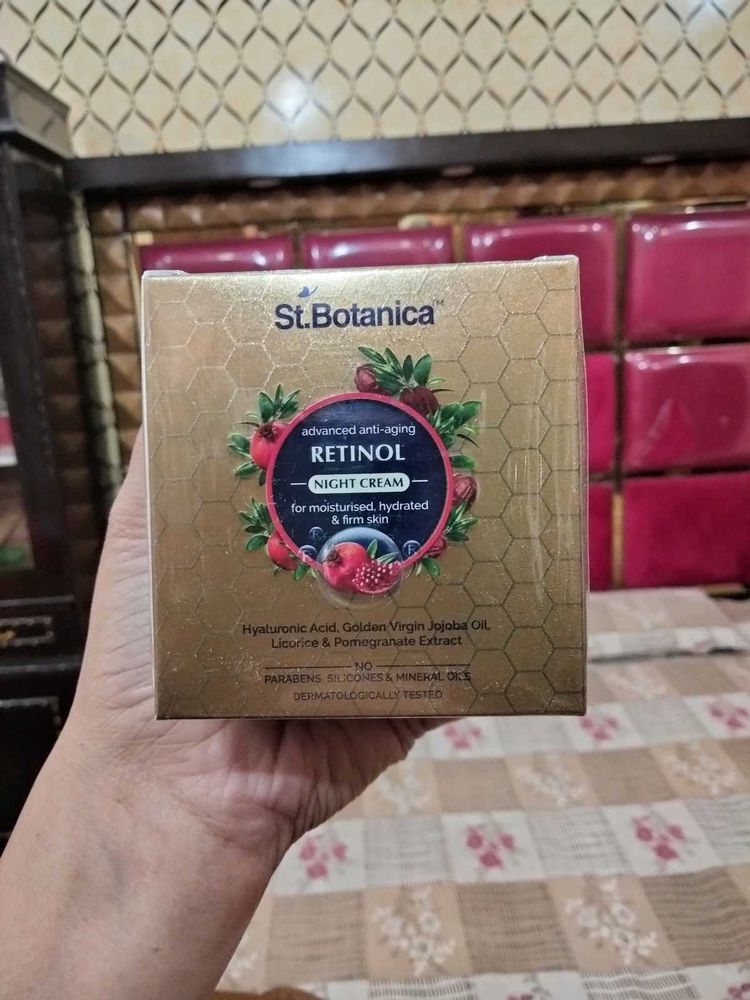 St.Botanica™
advanced anti-aging
RETINOL
NIGHT CREAM
for moisturised, hydrated
& firm skin
R
R
R
Hyaluronic Acid, Golden Virgin Jojoba Oil,
Licorice & Pomegranate Extract
NO
PARABENS, SILICONES & MINERAL OILS
DERMATOLOGICALLY TESTED